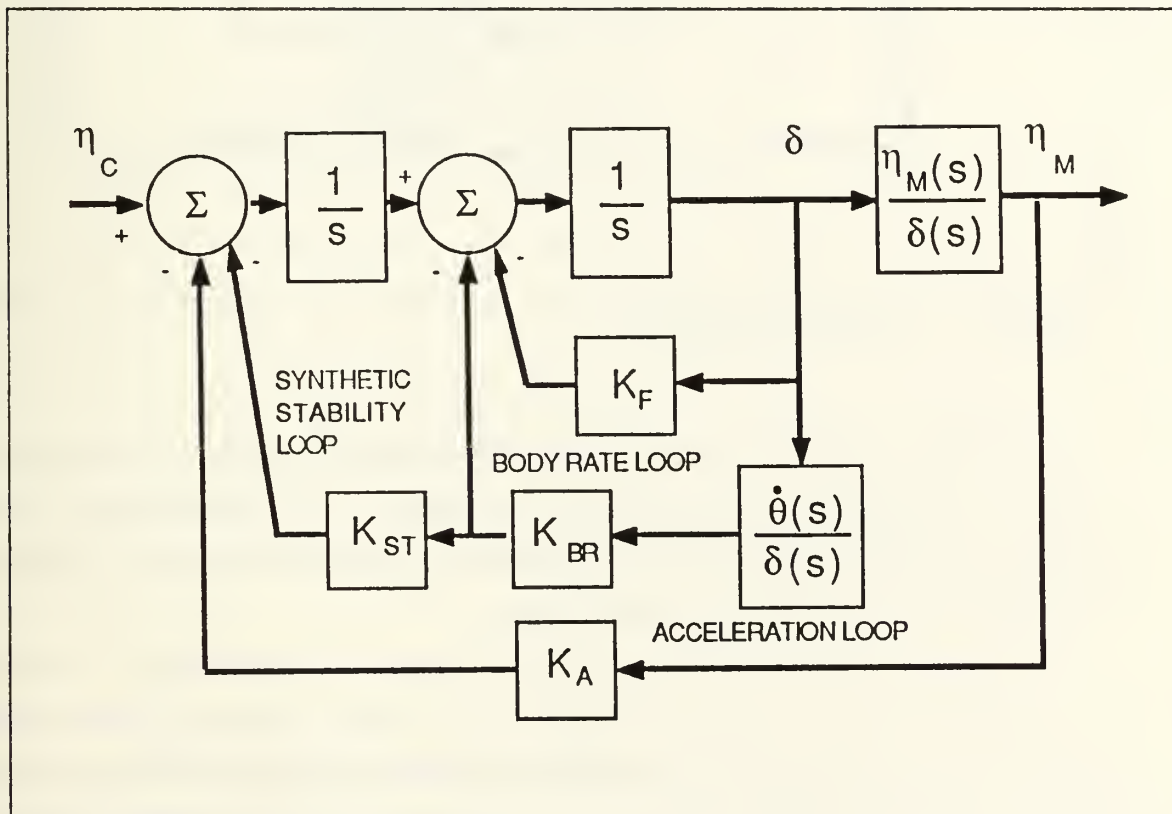 η_C
+
-
-
Σ
1/s
+
-
-
Σ
1/s
δ
η_M(s)/δ(s)
η_M
K_F
SYNTHETIC
STABILITY
LOOP
BODY RATE LOOP
K_ST
K_BR
θ̇(s)/δ(s)
ACCELERATION LOOP
K_A